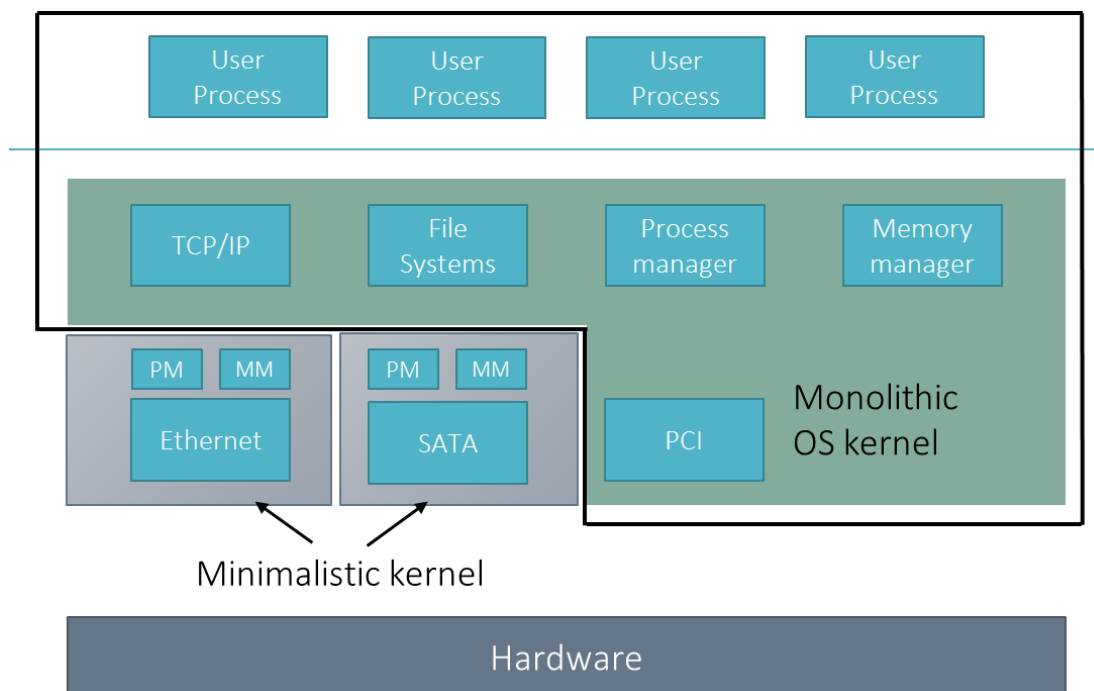 User
Process
User
Process
User
Process
User
Process
TCP/IP
File
Systems
Process
manager
Memory
manager
PM
MM
Ethernet
PM
MM
SATA
PCI
Monolithic
OS kernel
Minimalistic kernel
Hardware